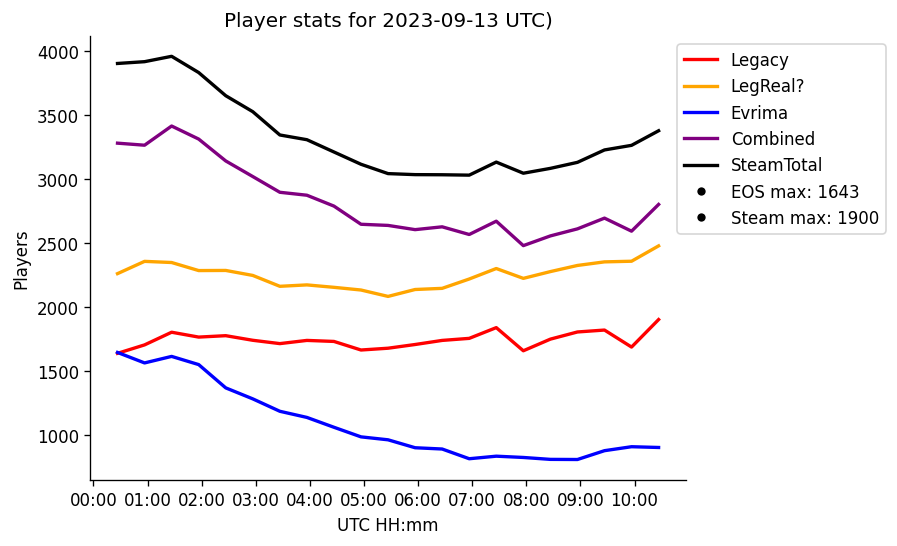 Player stats for 2023-09-13 UTC)
4000
3500
3000
2500
2000
1500
1000
Players
00:00 01:00 02:00 03:00 04:00 05:00 06:00 07:00 08:00 09:00 10:00
UTC HH:mm
Legacy
LegReal?
Evrima
Combined
SteamTotal
EOS max: 1643
Steam max: 1900